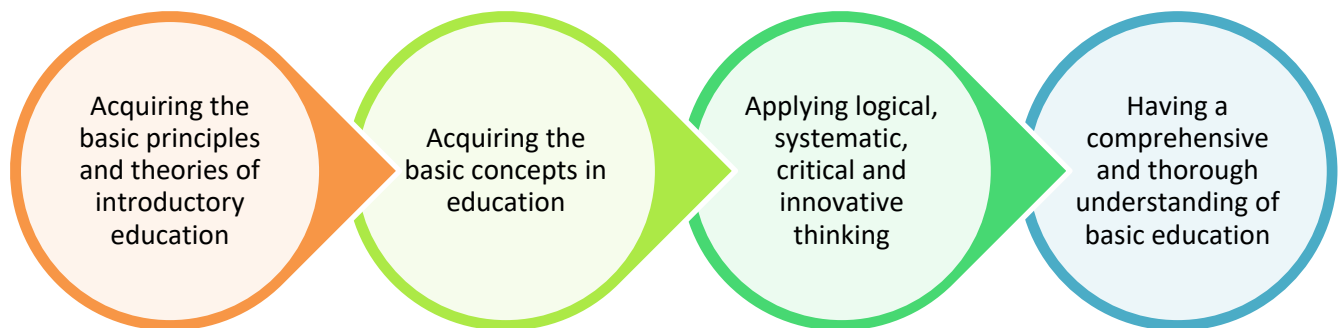 Acquiring the
basic principles
and theories of
introductory
education
Acquiring the
basic concepts in
education
Applying logical,
systematic,
critical and
innovative
thinking
Having a
comprehensive
and thorough
understanding of
basic education